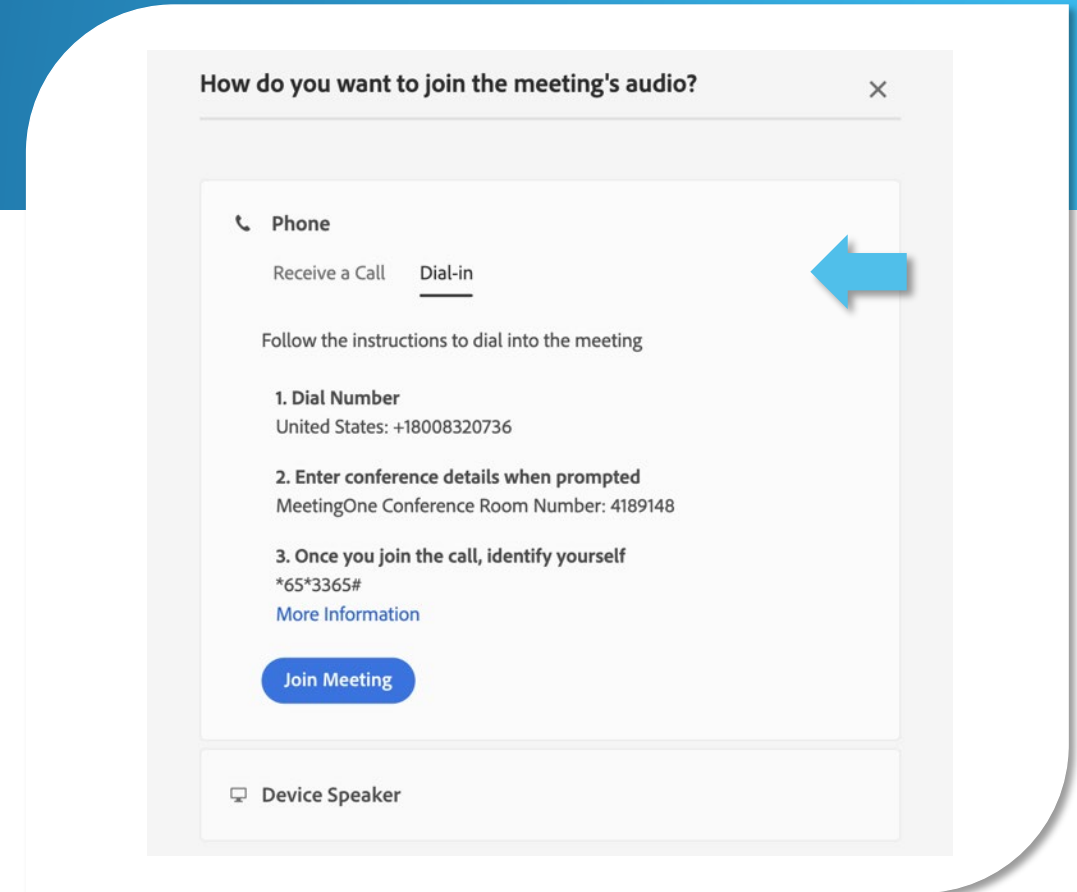 How do you want to join the meeting's audio?
Phone
Receive a Call Dial-in
Follow the instructions to dial into the meeting
1. Dial Number
United States: +18008320736
2. Enter conference details when prompted
MeetingOne Conference Room Number: 4189148
3. Once you join the call, identify yourself
*65*3365#
More Information
Join Meeting
Device Speaker